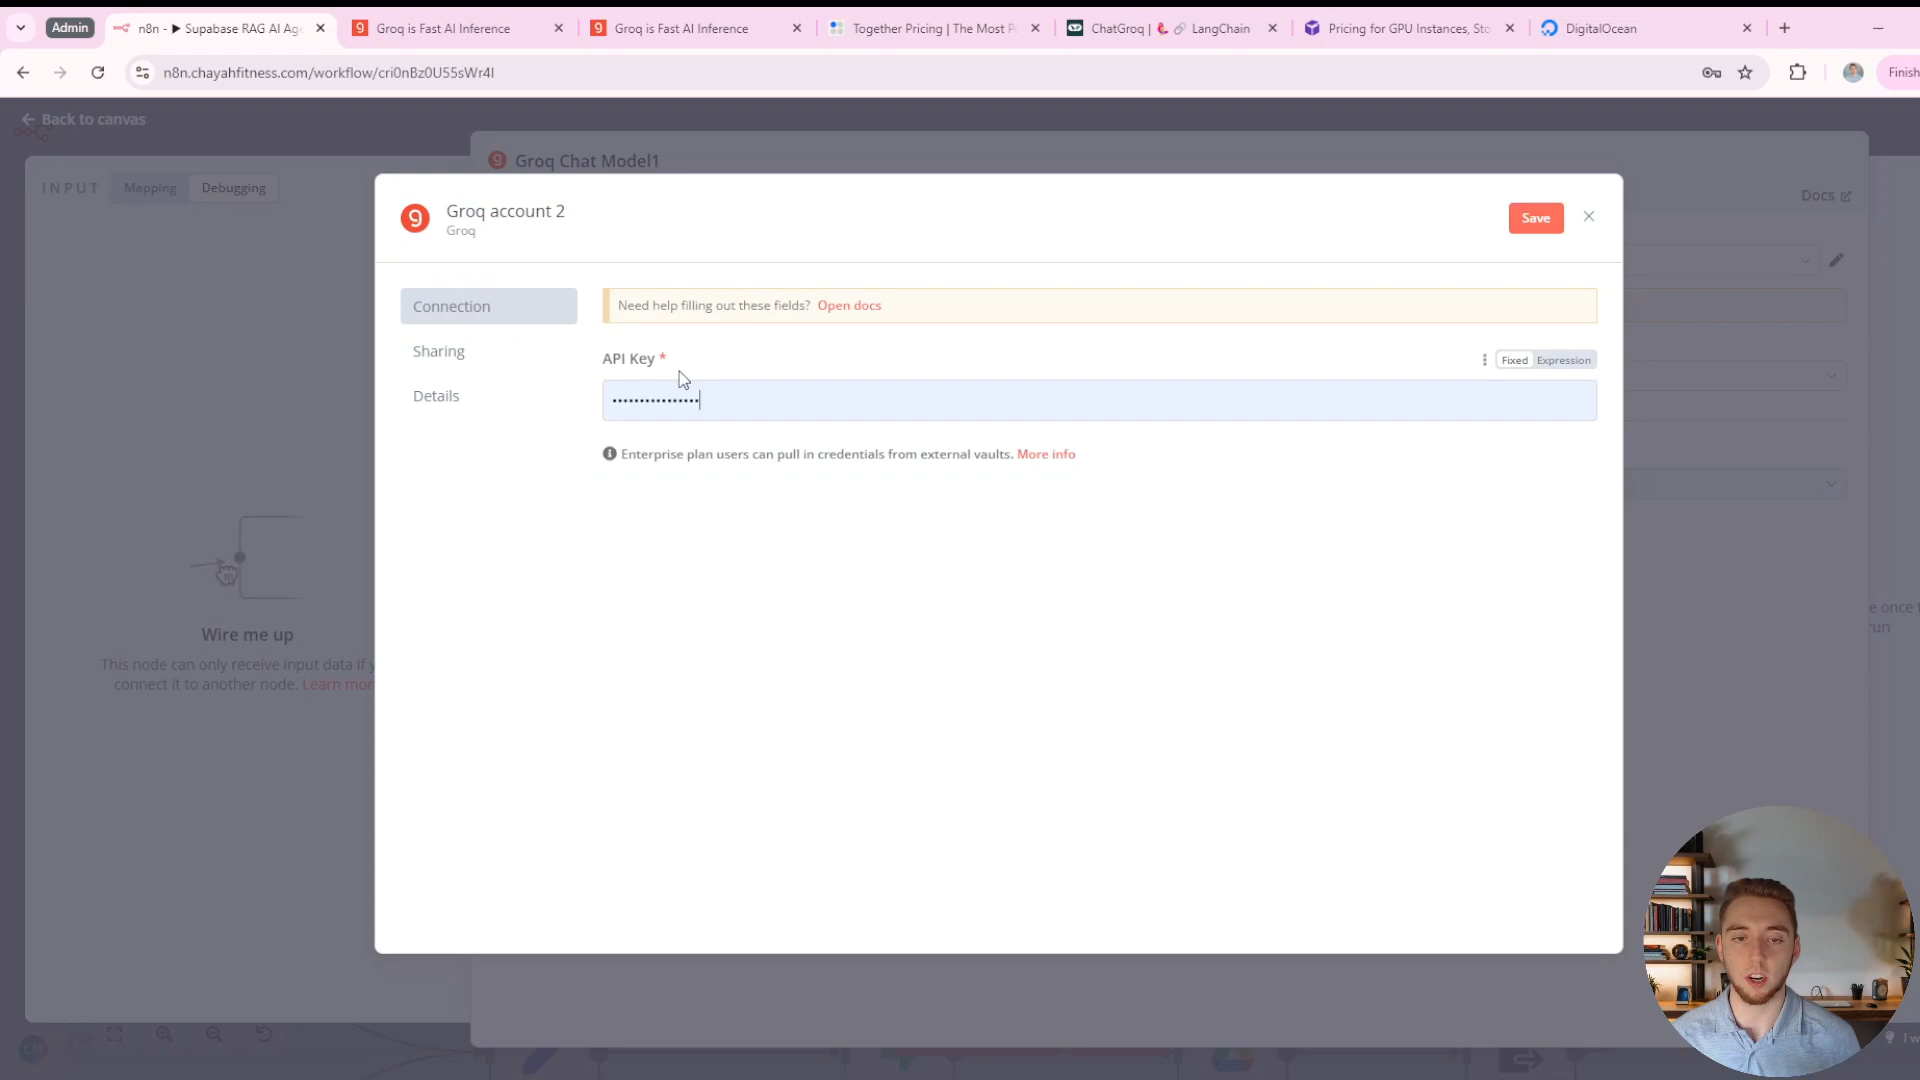 Admin
n8n - ▶ Supabase RAG AI Age
Groq is Fast AI Inference
Groq is Fast AI Inference
Together Pricing | The Most P
ChatGroq | 🦜️🔗 LangChain
Pricing for GPU Instances, Sto
DigitalOcean
n8n.chayahfitness.com/workflow/cri0nBz0U55sWr4I
Finish
Back to canvas
Groq Chat Model1
INPUT
Mapping
Debugging
Docs
Groq account 2
Groq
Save
Connection
Sharing
Details
Need help filling out these fields? Open docs
API Key *
Fixed
Expression
••••••••••••••••
Enterprise plan users can pull in credentials from external vaults. More info
Wire me up
This node can only receive input data if y
connect it to another node. Learn mor
e once t
run